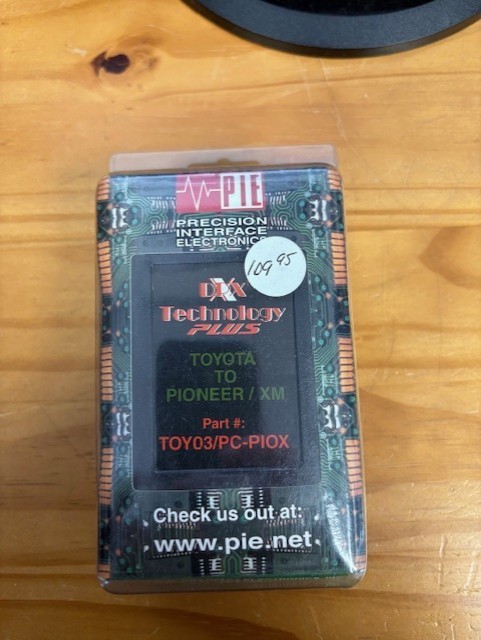 PIE
PRECISION
INTERFACE
ELECTRONICS
109 95
Technology
PLUS
TOYOTA
TO
PIONEER / XM
Part #:
TOY03/PC-PIOX
Check us out at:
www.pie.net